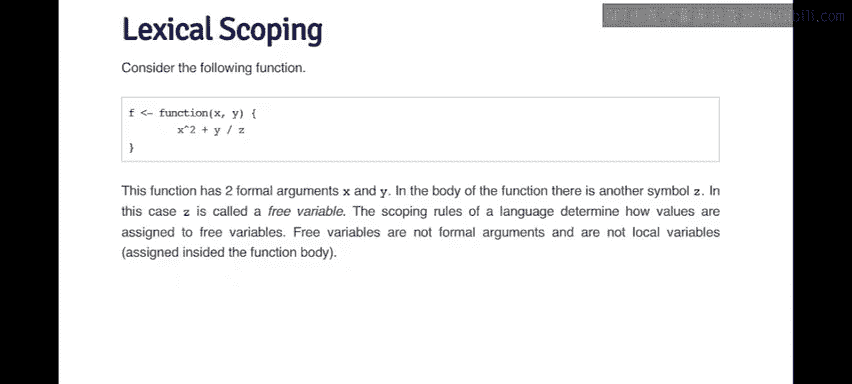 Lexical Scoping
Consider the following function.
f <- function(x, y) {
x^2 + y / z
}
This function has 2 formal arguments x and y. In the body of the function there is another symbol z. In
this case z is called a free variable. The scoping rules of a language determine how values are
assigned to free variables. Free variables are not formal arguments and are not local variables
(assigned insided the function body).